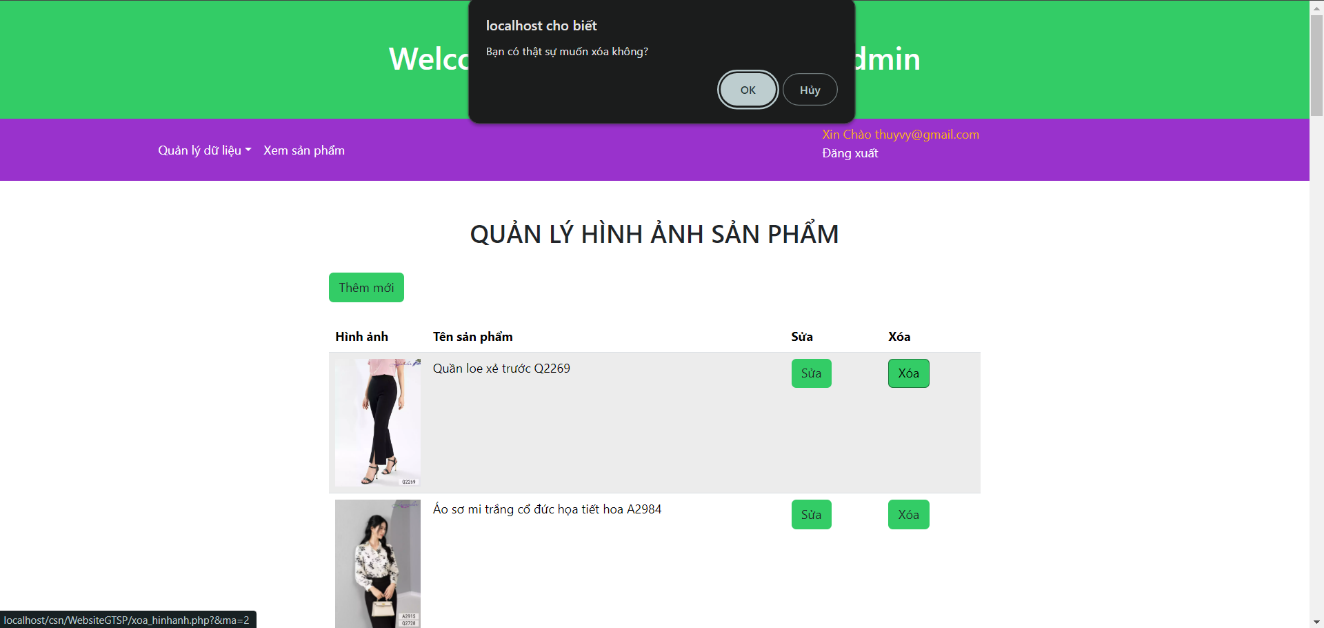 localhost cho biết
Bạn có thật sự muốn xóa không?
OK Hủy
Welco dmin
Quản lý dữ liệu Xem sản phẩm
Xin Chào thuyvy@gmail.com
Đăng xuất
QUẢN LÝ HÌNH ẢNH SẢN PHẨM
Thêm mới
Hình ảnh Tên sản phẩm Sửa Xóa
Quần loe xẻ trước Q2269 Sửa Xóa
Q2269
Áo sơ mi trắng cổ đức họa tiết hoa A2984 Sửa Xóa
localhost/csn/WebsiteGTSP/xoa_hinhanh.php?&ma=2